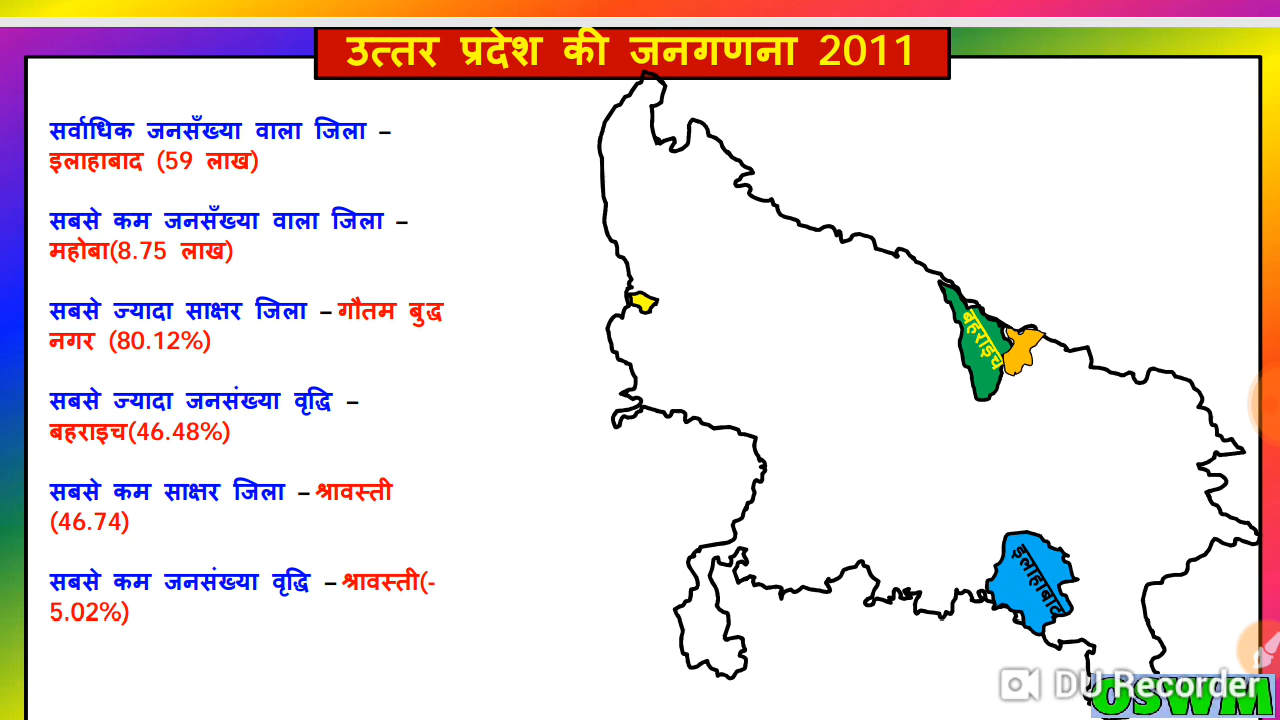 उत्तर प्रदेश की जनगणना 2011
सर्वाधिक जनसँख्या वाला जिला –
इलाहाबाद (59 लाख)
सबसे कम जनसँख्या वाला जिला –
महोबा(8.75 लाख)
सबसे ज्यादा साक्षर जिला – गौतम बुद्ध
नगर (80.12%)
सबसे ज्यादा जनसंख्या वृद्धि –
बहराइच(46.48%)
सबसे कम साक्षर जिला – श्रावस्ती
(46.74)
सबसे कम जनसंख्या वृद्धि – श्रावस्ती(-
5.02%)
बहराइच
इलाहाबाद
DU Recorder
OSWM